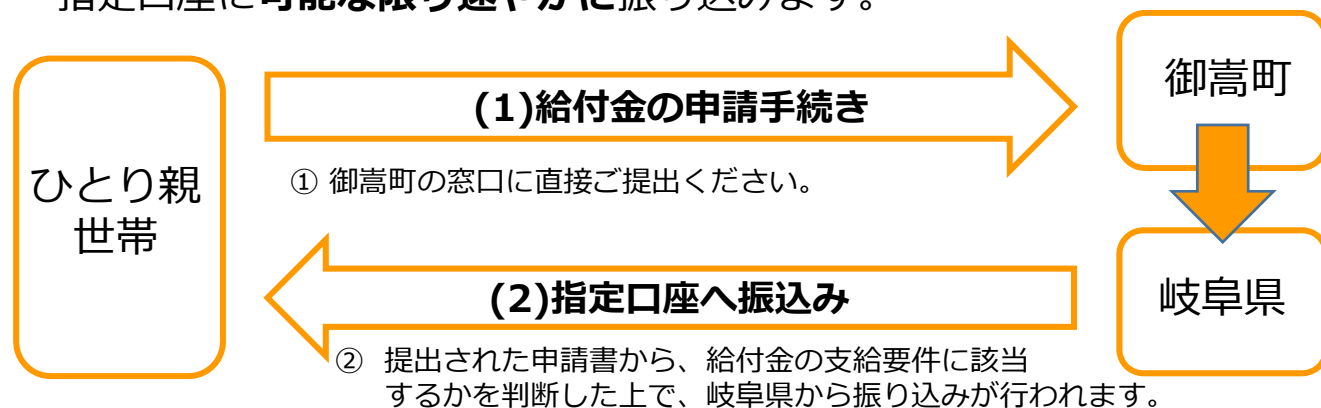 指定口座に可能な限り速やかに振り込みます。
ひとり親
世帯
(1)給付金の申請手続き
① 御嵩町の窓口に直接ご提出ください。
御嵩町
岐阜県
(2)指定口座へ振込み
② 提出された申請書から、給付金の支給要件に該当
するかを判断した上で、岐阜県から振り込みが行われます。